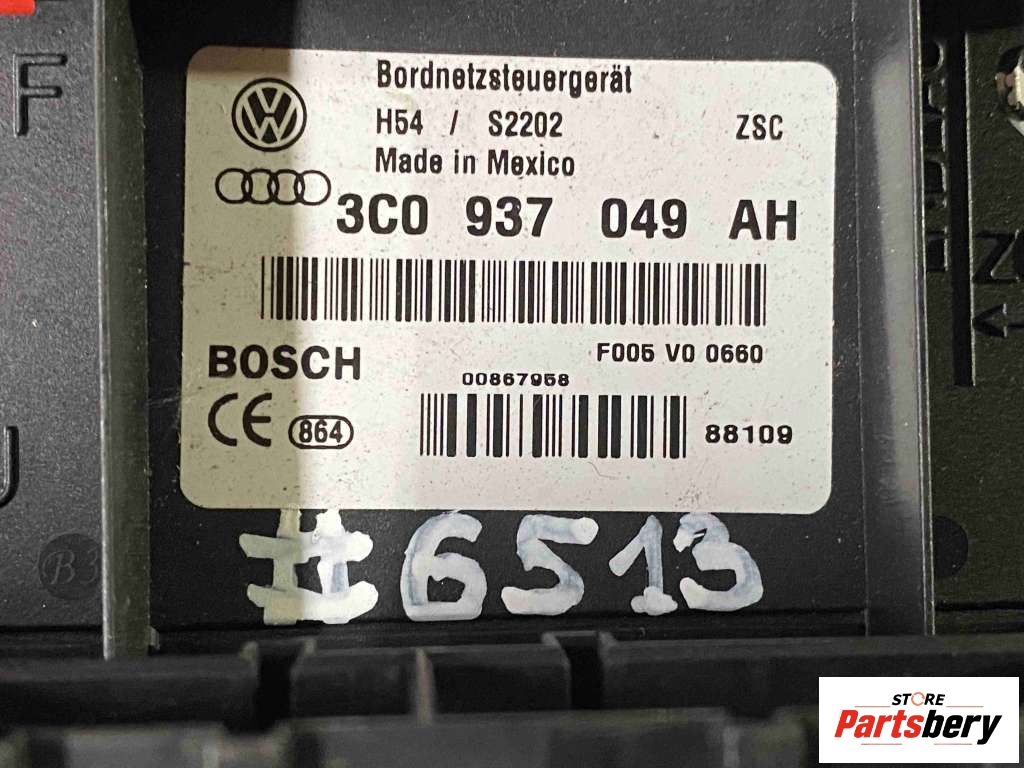 F
Bordnetzsteuergerät
H54 / S2202 ZSC
Made in Mexico
3C0 937 049 AH
BOSCH
F005 V0 0660
00867958
CE 864
88109
#6513
B3
STORE
Partsbery